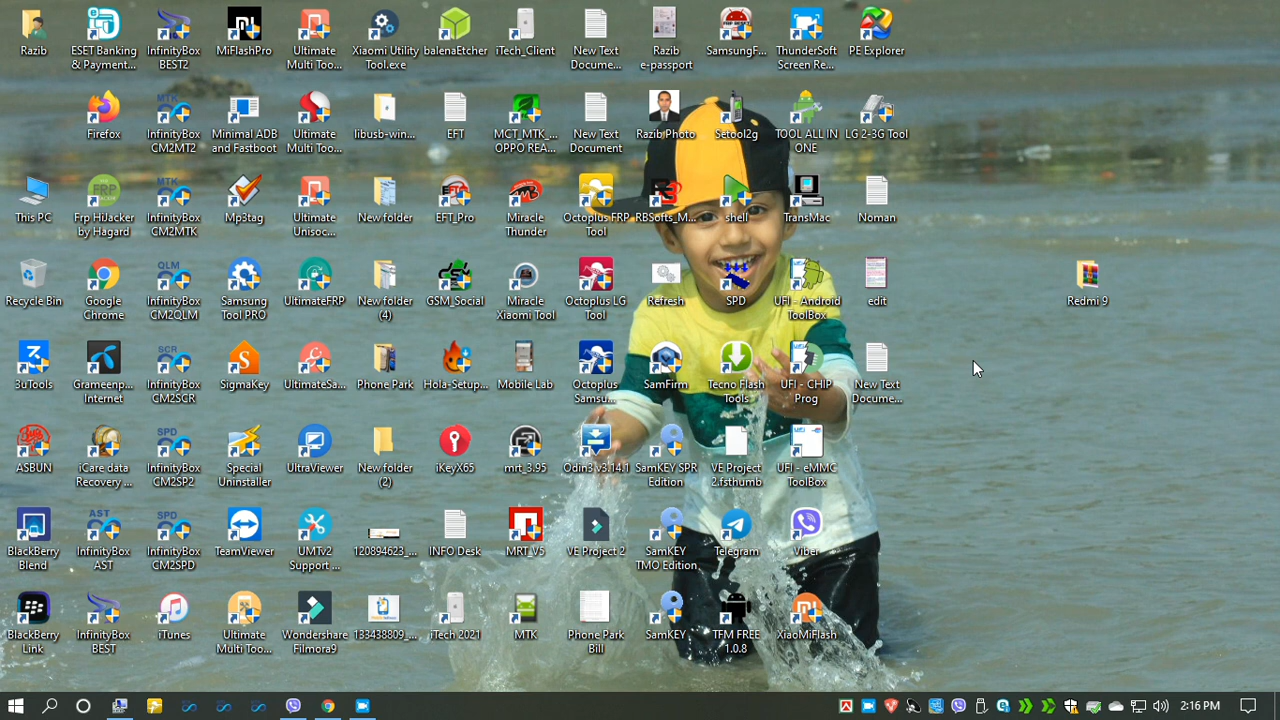 Razib
ESET Banking
& Payment...
InfinityBox
BEST2
MiFlashPro
Ultimate
Multi Too...
Xiaomi Utility
Tool.exe
balenaEtcher
iTech_Client
New Text
Docume...
Razib
e-passport
SamsungF...
ThunderSoft
Screen Re...
PE Explorer
Firefox
InfinityBox
CM2MT2
Minimal ADB
and Fastboot
Ultimate
Multi Too...
libusb-win...
EFT
MCT_MTK_...
OPPO REA...
New Text
Document
Razib Photo
Setool2g
TOOL ALL IN
ONE
LG 2-3G Tool
This PC
Frp HiJacker
by Hagard
InfinityBox
CM2MTK
Mp3tag
Ultimate
Unisoc...
New folder
EFT_Pro
Miracle
Thunder
Octoplus FRP
Tool
RBSofts_M...
shell
TransMac
Noman
Recycle Bin
Google
Chrome
InfinityBox
CM2QLM
Samsung
Tool PRO
UltimateFRP
New folder
(4)
GSM_Social
Miracle
Xiaomi Tool
Octoplus LG
Tool
Refresh
SPD
UFI - Android
ToolBox
edit
Redmi 9
3uTools
Grameenp...
Internet
InfinityBox
CM2SCR
SigmaKey
UltimateSa...
Phone Park
Hola-Setup...
Mobile Lab
Octoplus
Samsu...
SamFirm
Tecno Flash
Tools
UFI - CHIP
Prog
New Text
Docume...
ASBUN
iCare data
Recovery ...
InfinityBox
CM2SP2
Special
Uninstaller
UltraViewer
New folder
(2)
iKeyX65
mrt_3.95
Odin3 v3.14.1
SamKEY SPR
Edition
VE Project
2.fsthumb
UFI - eMMC
ToolBox
BlackBerry
Blend
InfinityBox
AST
InfinityBox
CM2SPD
TeamViewer
UMTv2
Support ...
120894623_...
INFO Desk
MRT_V5
VE Project 2
SamKEY
TMO Edition
Telegram
Viber
BlackBerry
Link
InfinityBox
BEST
iTunes
Ultimate
Multi Too...
Wondershare
Filmora9
133438809_...
iTech 2021
MTK
Phone Park
Bill
SamKEY
TFM FREE
1.0.8
XiaoMiFlash
2:16 PM